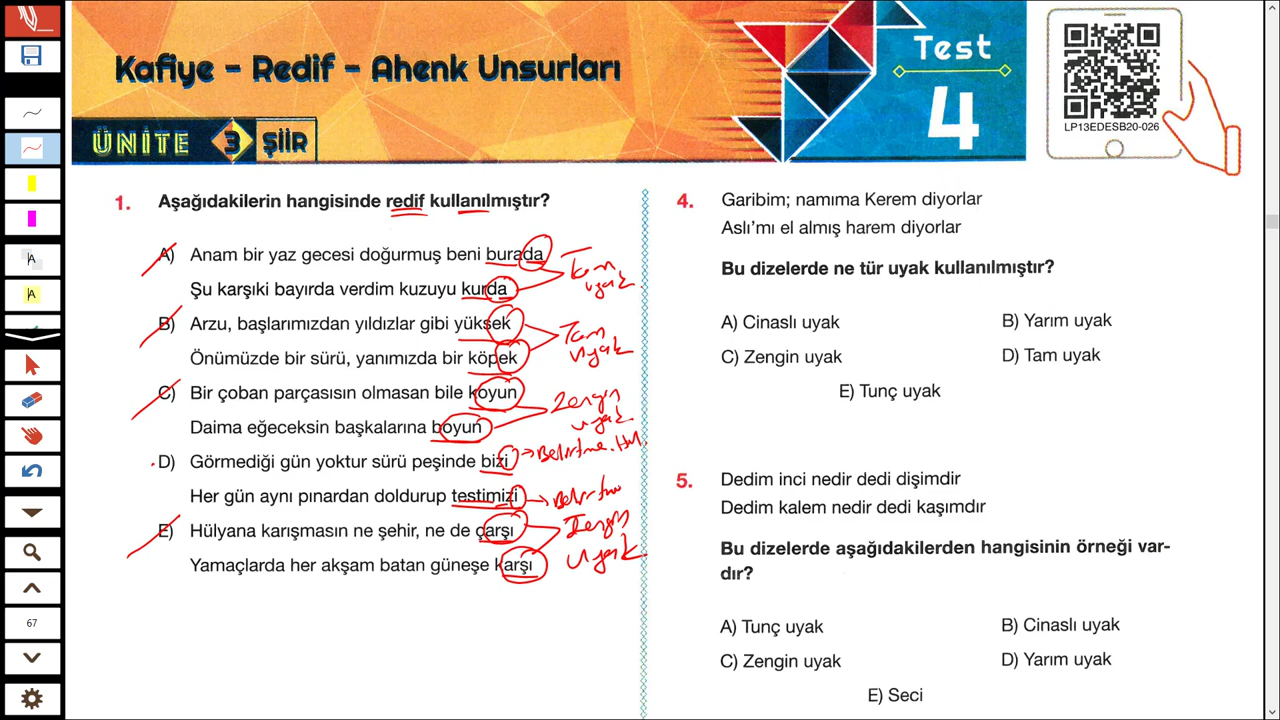 Kafiye – Redif – Ahenk Unsurları
ÜNİTE 3 ŞİİR
Test
4
LP13EDESB20-026
1. Aşağıdakilerin hangisinde redif kullanılmıştır?
A) Anam bir yaz gecesi doğurmuş beni burada
Şu karşıki bayırda verdim kuzuyu kurda
Tam uyak
B) Arzu, başlarımızdan yıldızlar gibi yüksek
Önümüzde bir sürü, yanımızda bir köpek
Tam uyak
C) Bir çoban parçasısın olmasan bile koyun
Daima eğeceksin başkalarına boyun
Zengin uyak
D) Görmediği gün yoktur sürü peşinde bizi
Belirtme Hal.
Her gün aynı pınardan doldurup testimizi
Belirtme
E) Hülyana karışmasın ne şehir, ne de çarşı
Yamaçlarda her akşam batan güneşe karşı
Zengin uyak
4. Garibim; namıma Kerem diyorlar
Aslı'mı el almış harem diyorlar
Bu dizelerde ne tür uyak kullanılmıştır?
A) Cinaslı uyak
B) Yarım uyak
C) Zengin uyak
D) Tam uyak
E) Tunç uyak
5. Dedim inci nedir dedi dişimdir
Dedim kalem nedir dedi kaşımdır
Bu dizelerde aşağıdakilerden hangisinin örneği var-
dır?
A) Tunç uyak
B) Cinaslı uyak
C) Zengin uyak
D) Yarım uyak
E) Seci
67